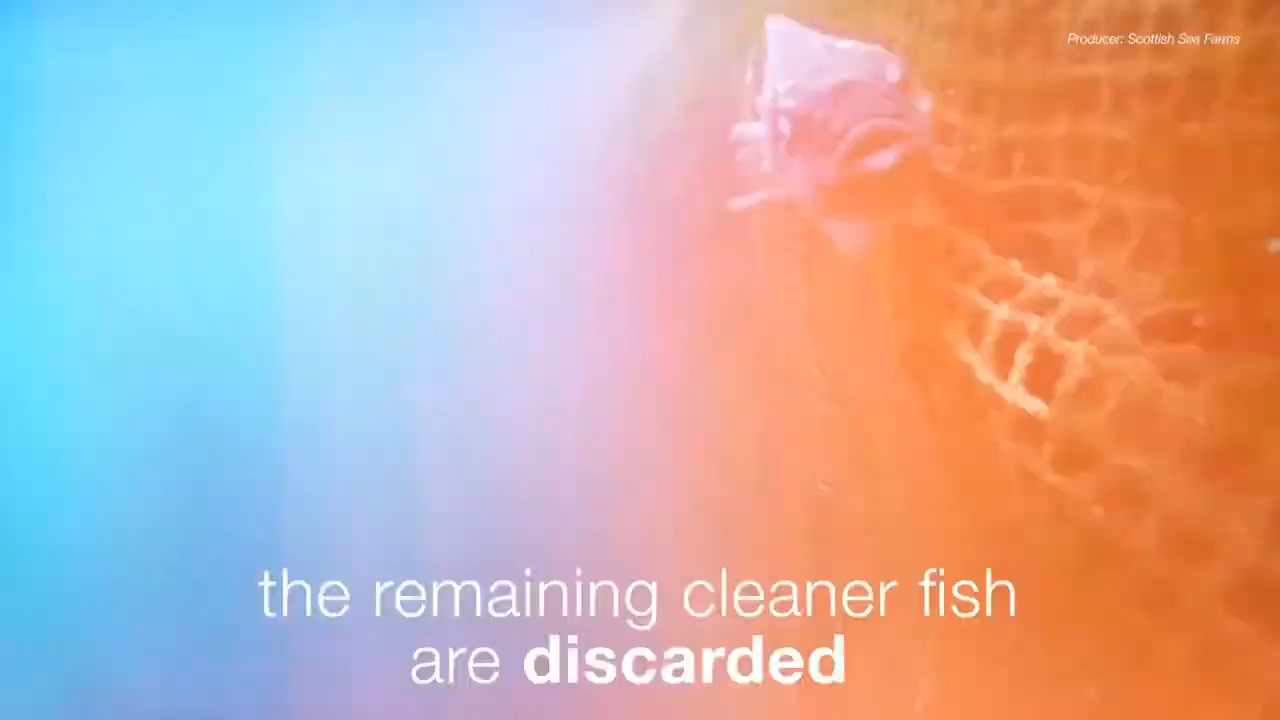 Producer: Scottish Sea Farms
the remaining cleaner fish
are discarded